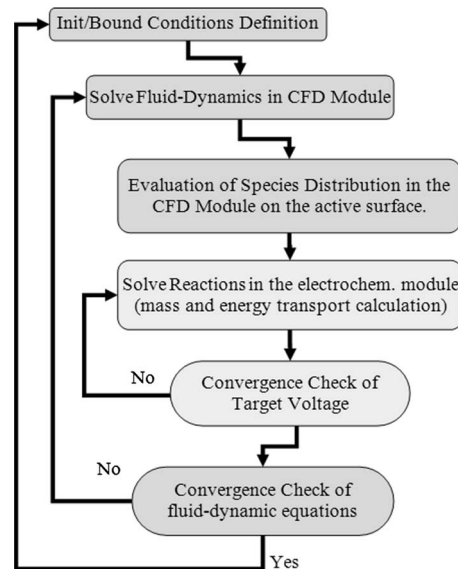 Init/Bound Conditions Definition
Solve Fluid-Dynamics in CFD Module
Evaluation of Species Distribution in the
CFD Module on the active surface.
Solve Reactions in the electrochem. module
(mass and energy transport calculation)
No
Convergence Check of
Target Voltage
No
Convergence Check of
fluid-dynamic equations
Yes